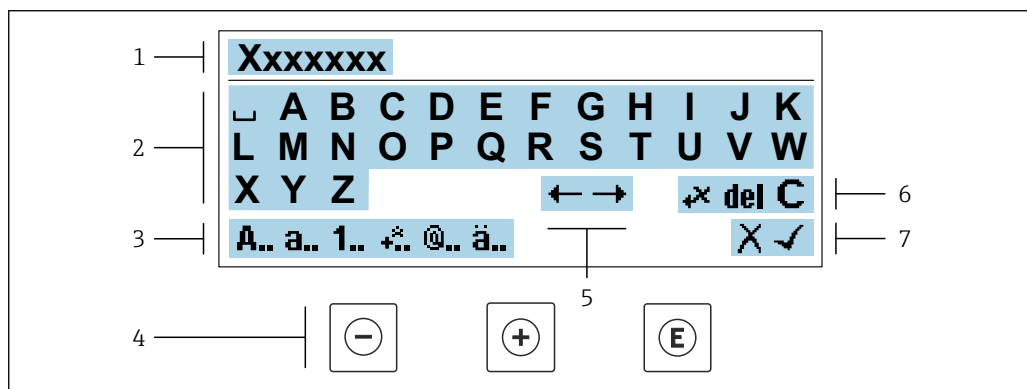 1 Xxxxxxx
␣ A B C D E F G H I J K
2 L M N O P Q R S T U V W
X Y Z ← → +× del C 6
3 A.. a.. 1.. +*.. @.. ä.. X ✓ 7
5
4 − + E